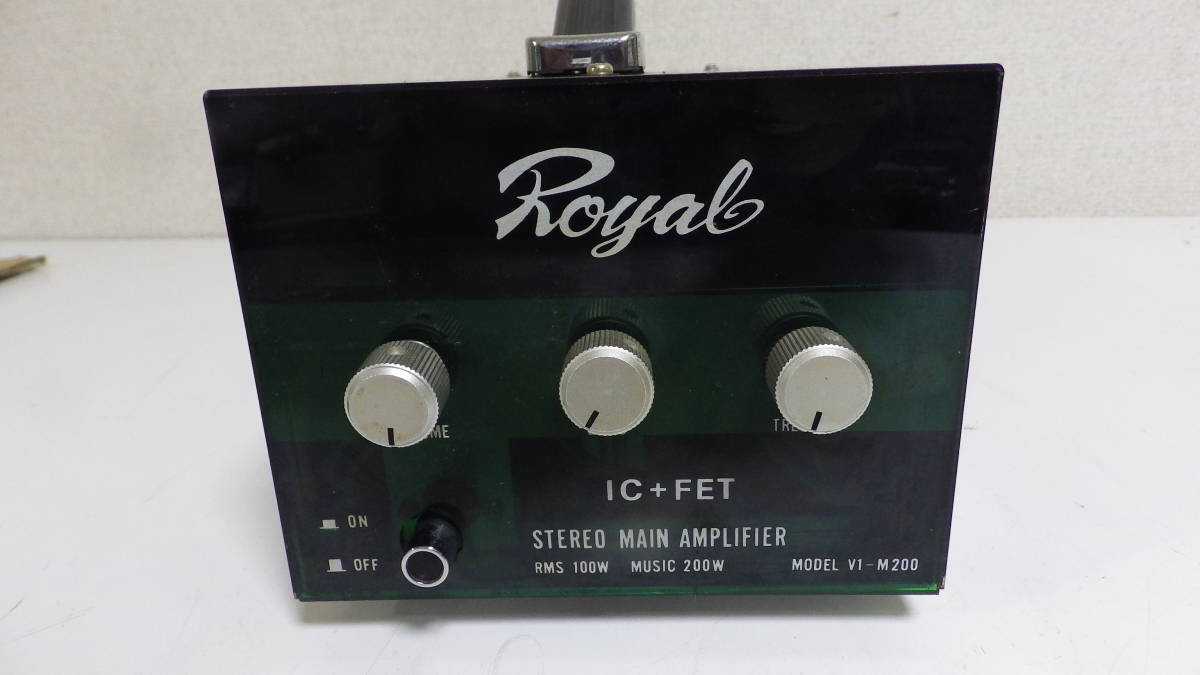 Royal
IC+FET
ON
STEREO MAIN AMPLIFIER
OFF
RMS 100W MUSIC 200W
MODEL V1-M200